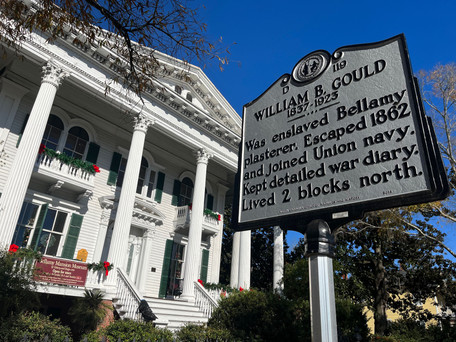 D 119
WILLIAM B. GOULD
1837-1923
Was enslaved Bellamy
plasterer. Escaped 1862
and joined Union navy.
Kept detailed war diary.
Lived 2 blocks north.
Bellamy Mansion Museum